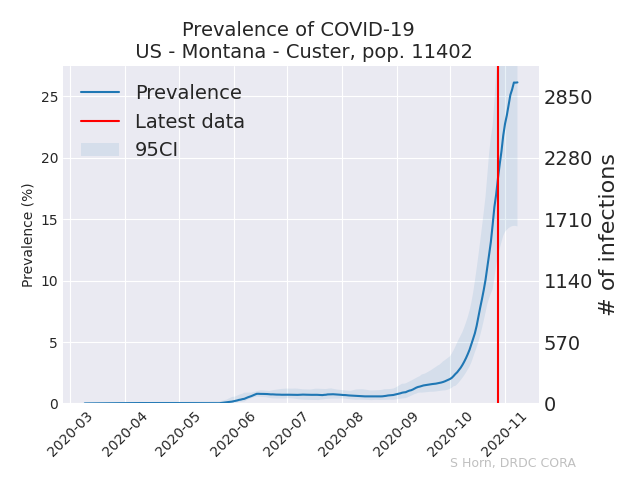 Prevalence of COVID-19
US - Montana - Custer, pop. 11402
Prevalence
Latest data
95CI
Prevalence (%)
25
20
15
10
5
0
2850
2280
1710
1140
570
0
# of infections
2020-03
2020-04
2020-05
2020-06
2020-07
2020-08
2020-09
2020-10
2020-11
S Horn, DRDC CORA